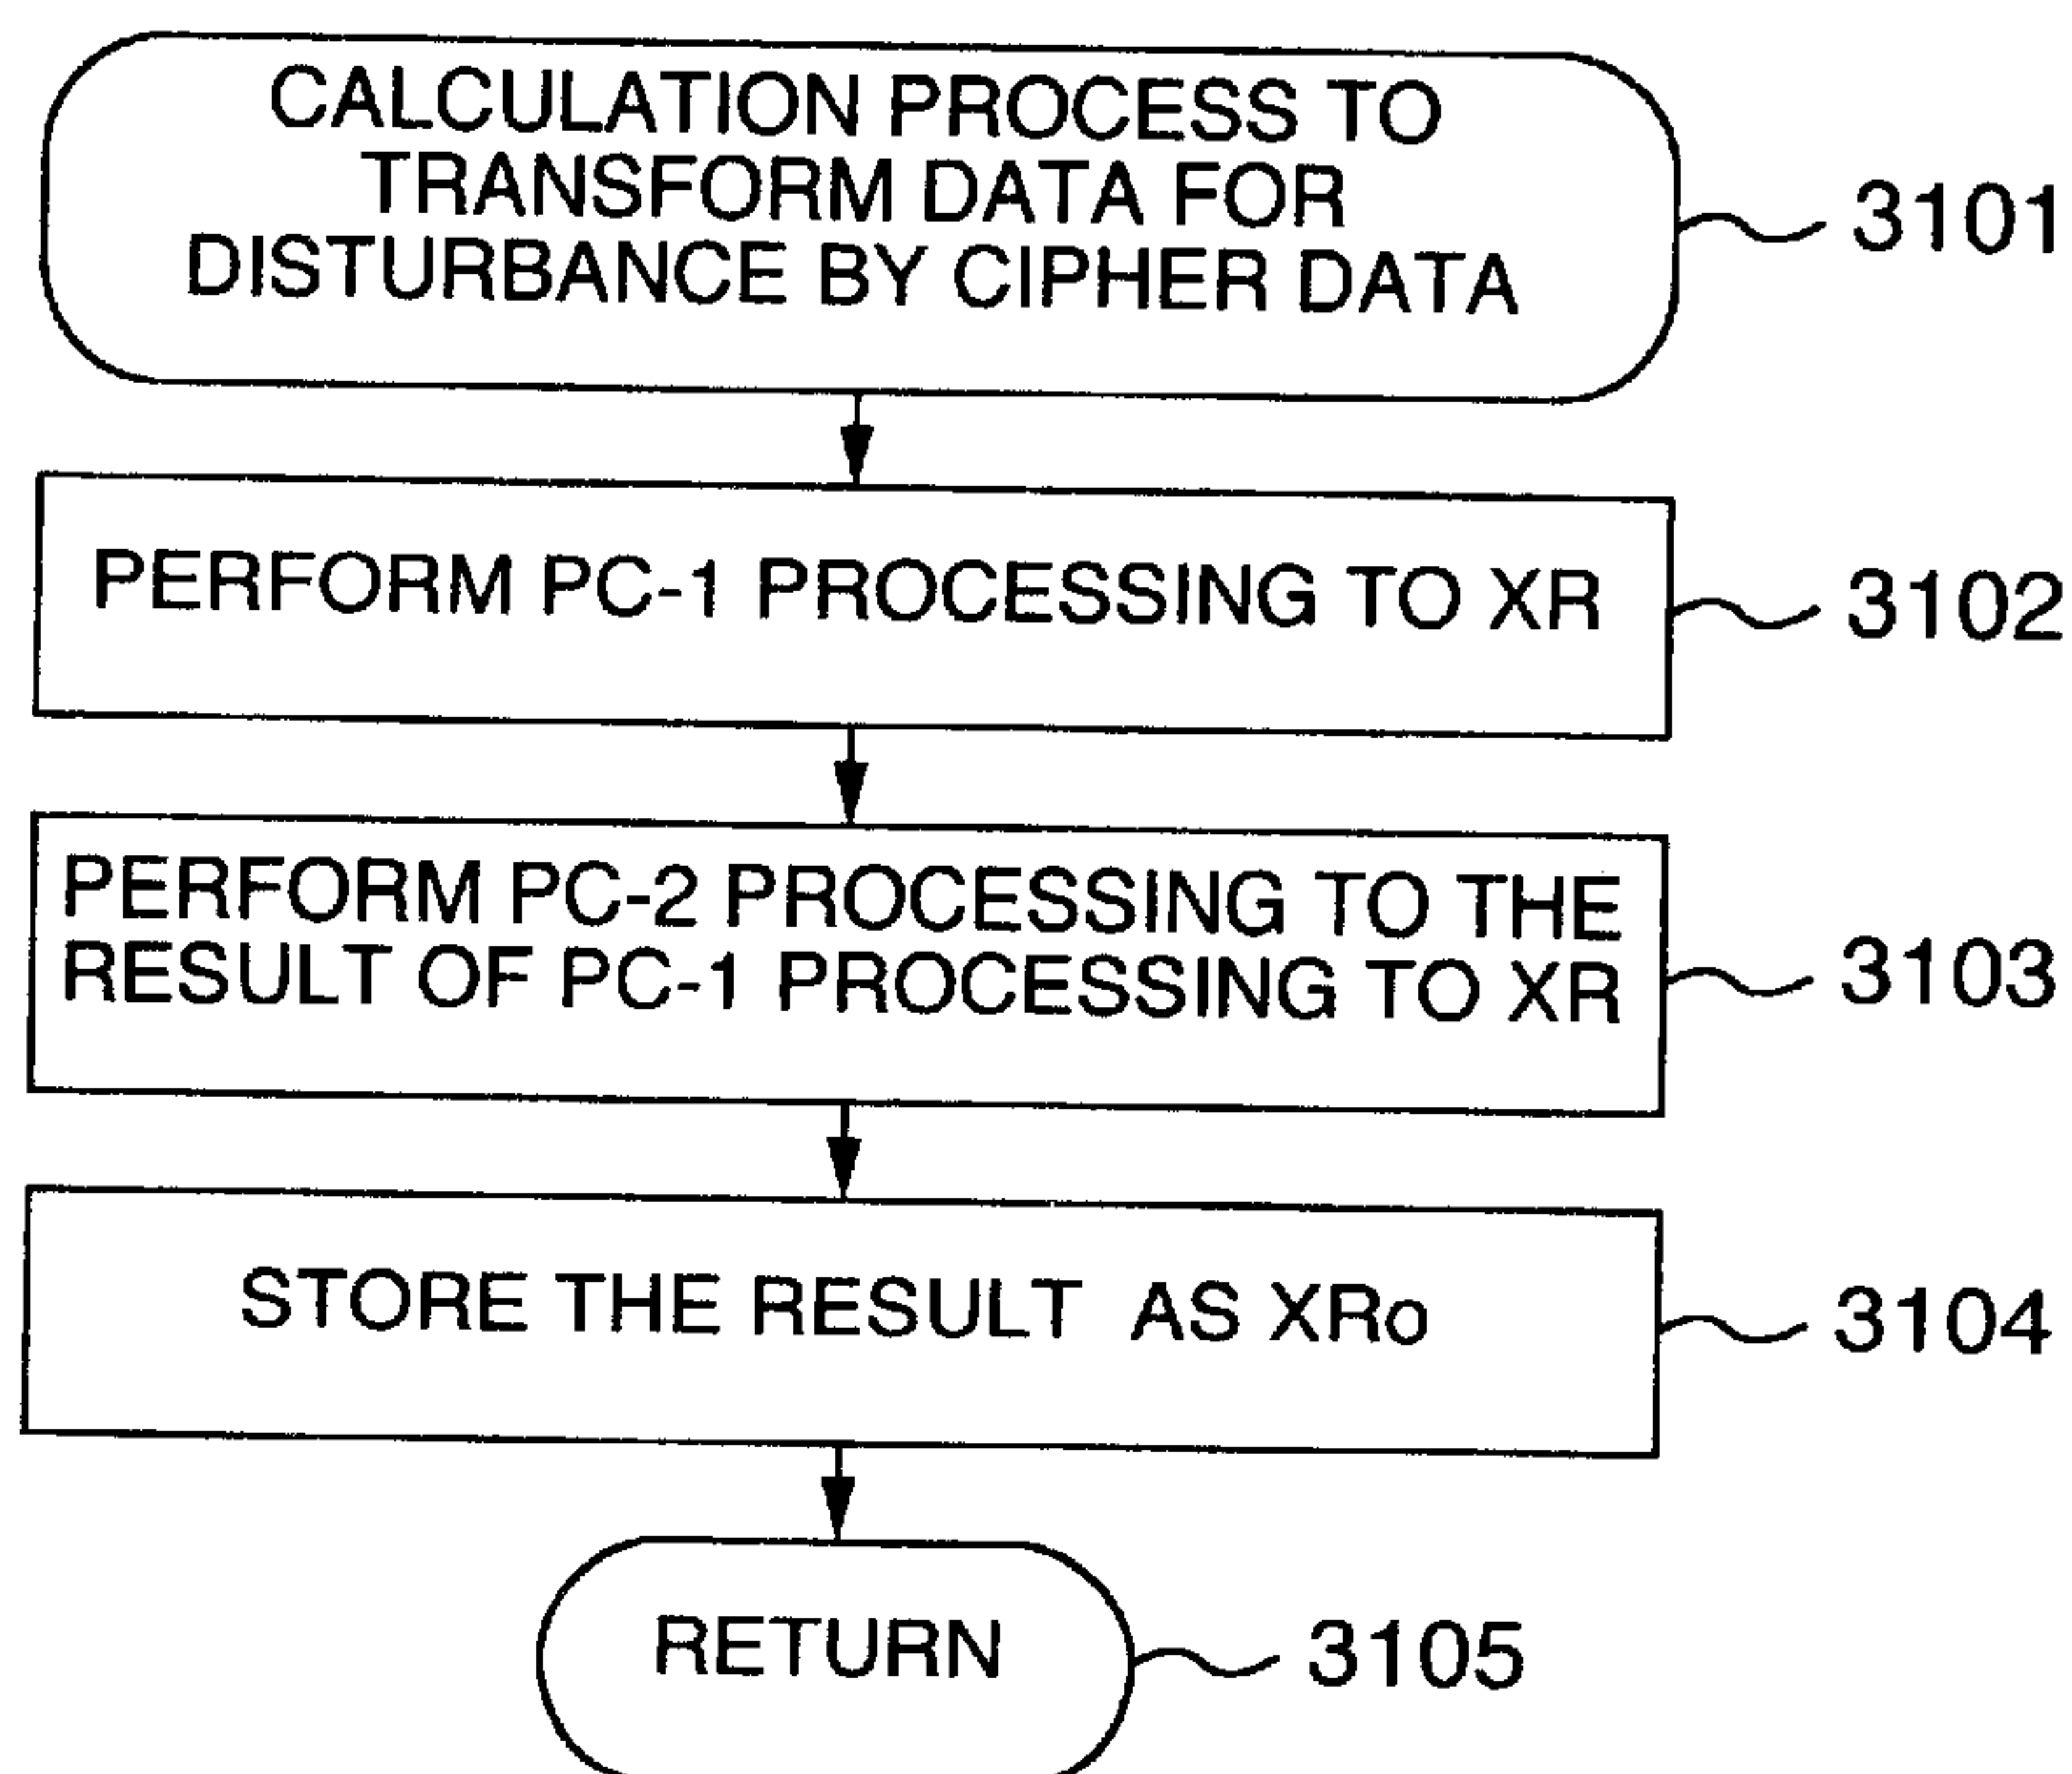 CALCULATION PROCESS TO
TRANSFORM DATA FOR
DISTURBANCE BY CIPHER DATA
3101
PERFORM PC-1 PROCESSING TO XR
3102
PERFORM PC-2 PROCESSING TO THE
RESULT OF PC-1 PROCESSING TO XR
3103
STORE THE RESULT AS XRo
3104
RETURN
3105